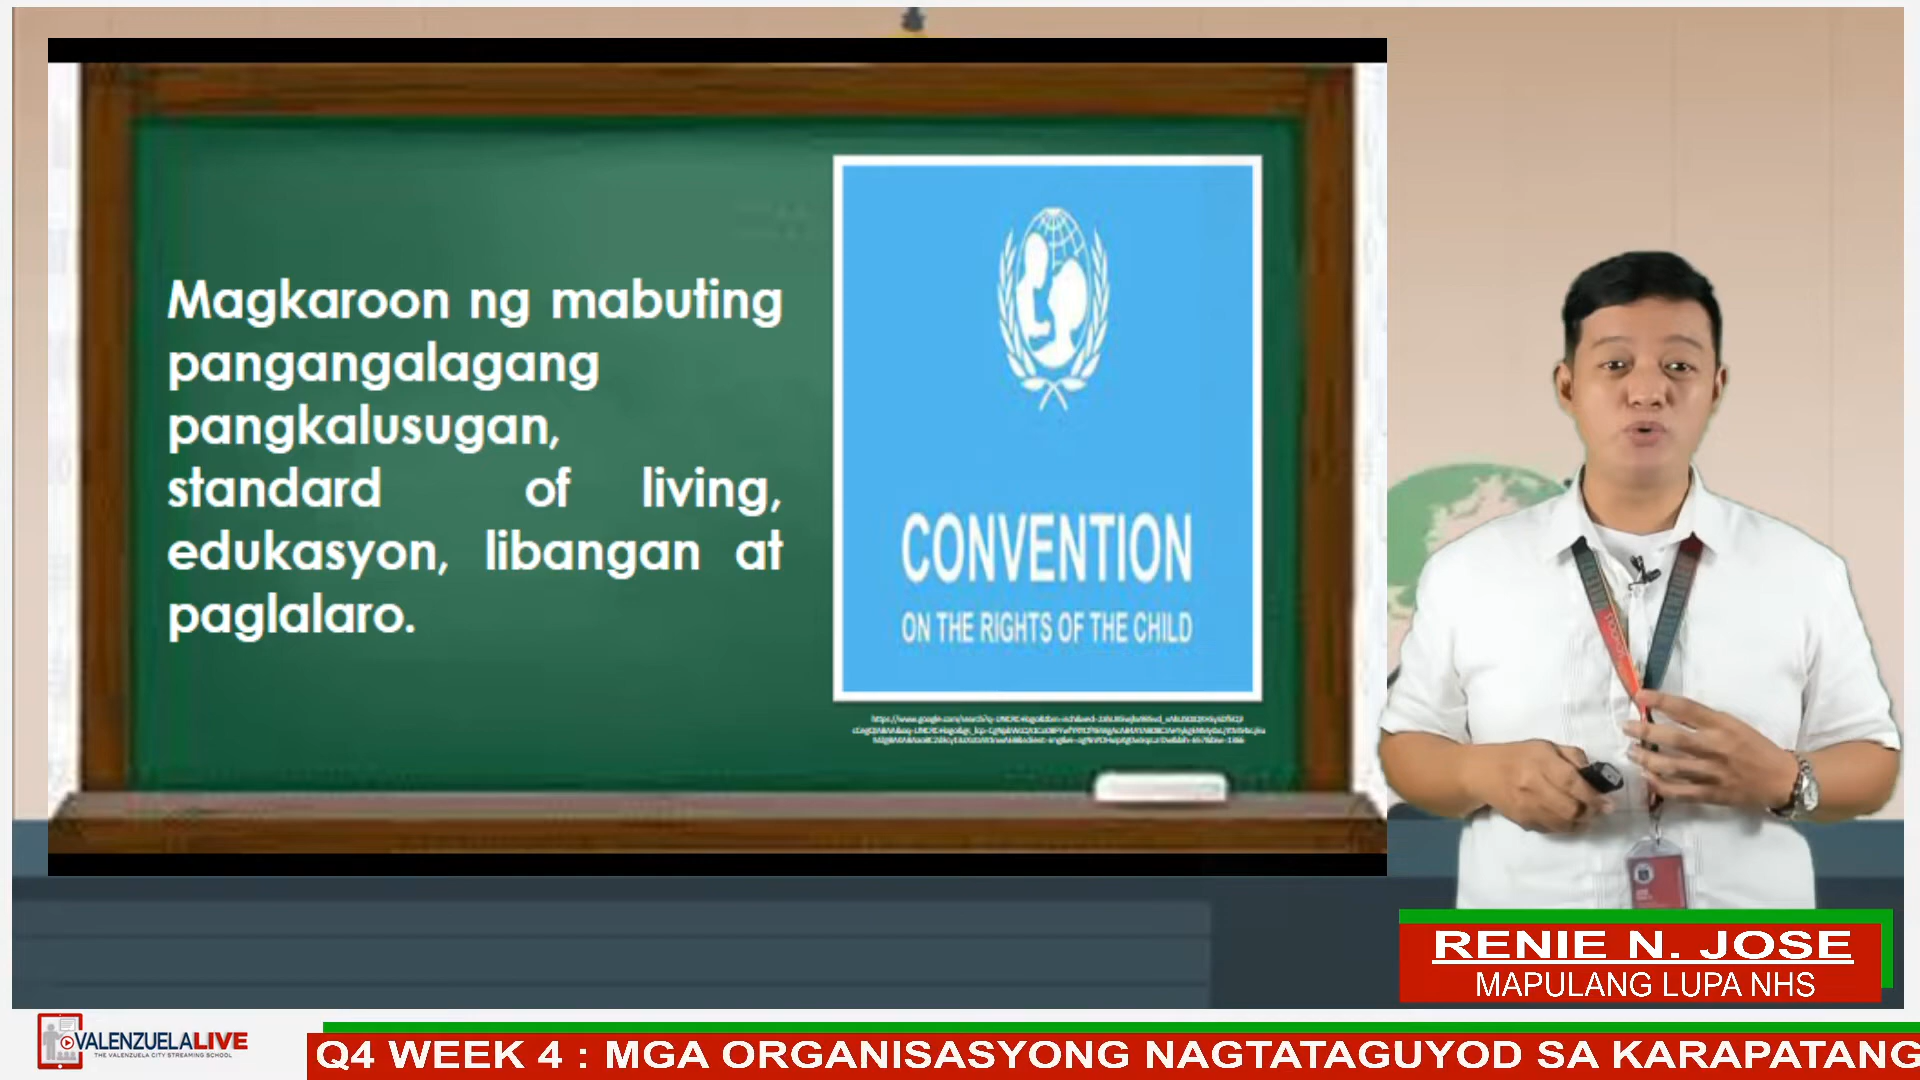 Magkaroon ng mabuting
pangangalagang
pangkalusugan,
standard of living,
edukasyon, libangan at
paglalaro.
CONVENTION
ON THE RIGHTS OF THE CHILD
RENIE N. JOSE
MAPULANG LUPA NHS
VALENZUELALIVE
THE VALENZUELA CITY STREAMING SCHOOL
Q4 WEEK 4 : MGA ORGANISASYONG NAGTATAGUYOD SA KARAPATANG